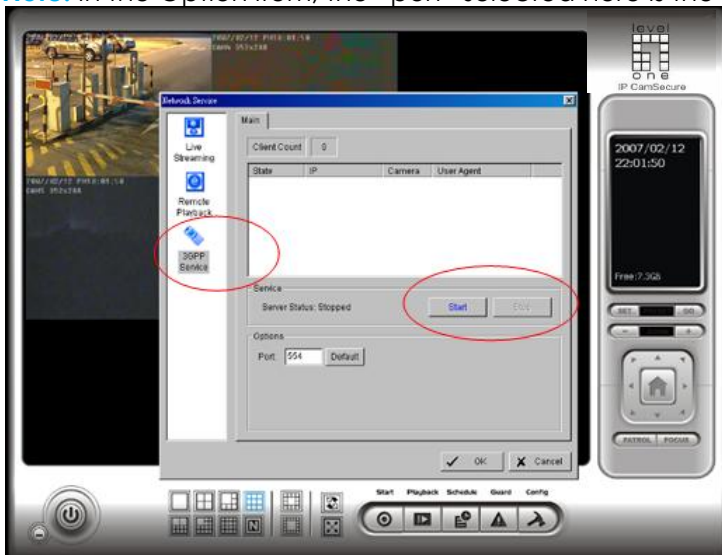 Note: In the Option item, the "port" selected here is the
level
one
IP CamSecure
Network Service
Main
Live
Streaming
Remote
Playback
3GPP
Service
Client Count 0
State IP Camera User Agent
Service
Server Status: Stopped
Start Stop
Options
Port 554 Default
OK Cancel
2007/02/12
22:01:50
Free:7.3GB
SET GO
- +
PATROL FOCUS
Start Playback Schedule Guard Config
N